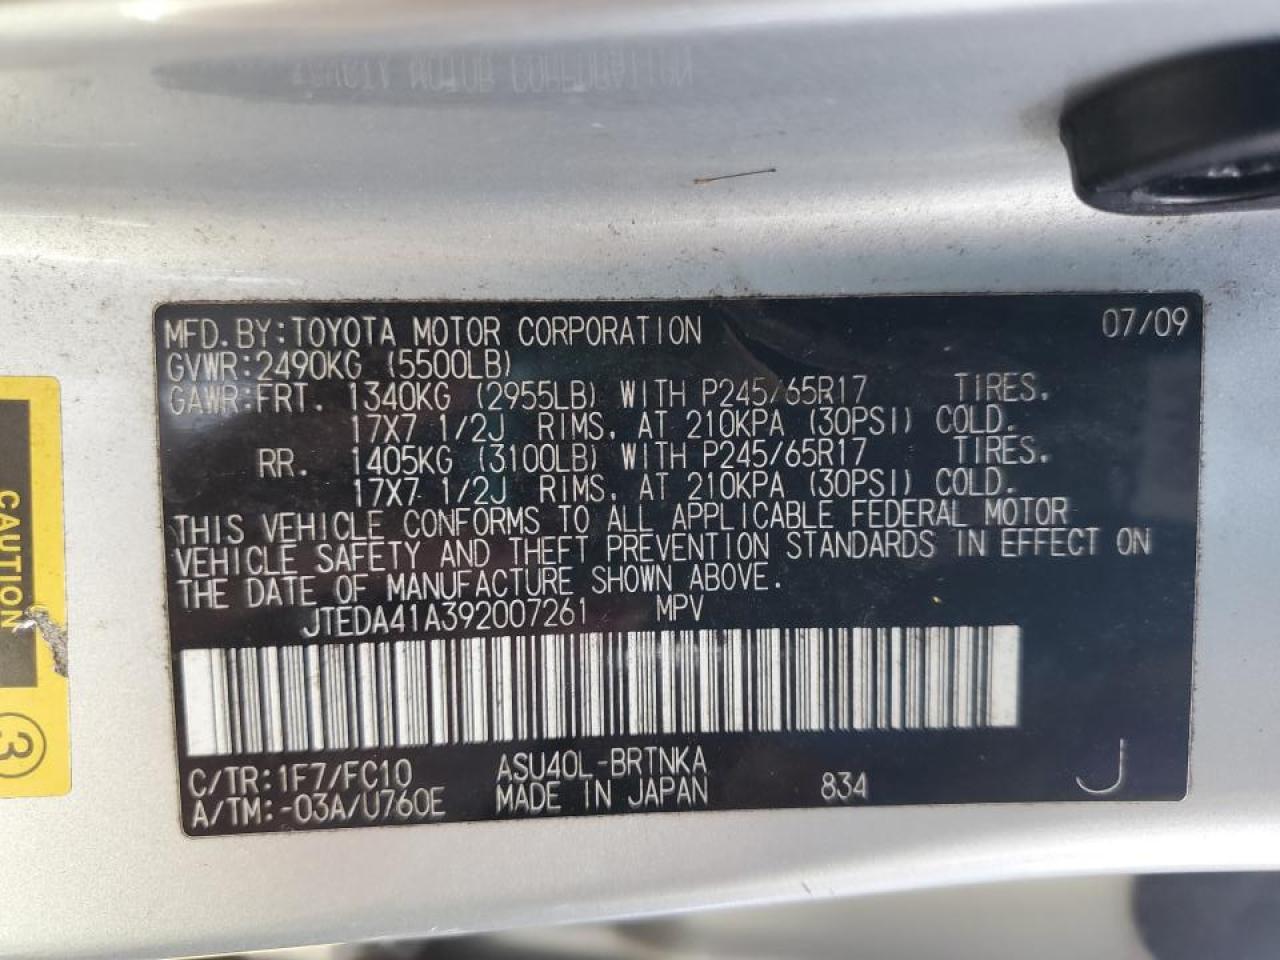 MFD.BY:TOYOTA MOTOR CORPORATION 07/09
GVWR:2490KG (5500LB)
GAWR:FRT. 1340KG (2955LB) WITH P245/65R17 TIRES.
17X7 1/2J RIMS, AT 210KPA (30PSI) COLD.
RR. 1405KG (3100LB) WITH P245/65R17 TIRES.
17X7 1/2J RIMS, AT 210KPA (30PSI) COLD.
THIS VEHICLE CONFORMS TO ALL APPLICABLE FEDERAL MOTOR
VEHICLE SAFETY AND THEFT PREVENTION STANDARDS IN EFFECT ON
THE DATE OF MANUFACTURE SHOWN ABOVE.
JTEDA41A392007261 MPV
C/TR:1F7/FC10 ASU40L-BRTNKA
A/TM:-03A/U760E MADE IN JAPAN 834 J
CAUTION
3